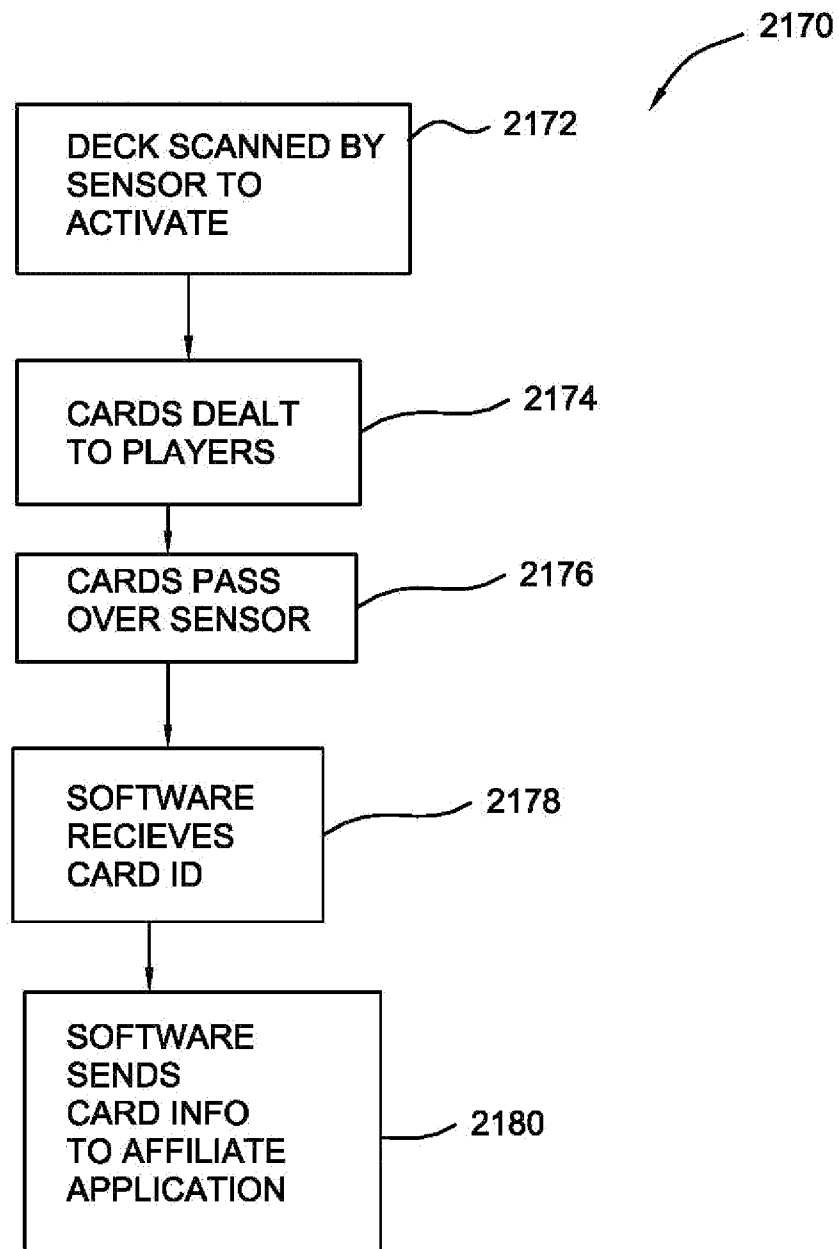 2170
DECK SCANNED BY
SENSOR TO
ACTIVATE
2172
CARDS DEALT
TO PLAYERS
2174
CARDS PASS
OVER SENSOR
2176
SOFTWARE
RECIEVES
CARD ID
2178
SOFTWARE
SENDS
CARD INFO
TO AFFILIATE
APPLICATION
2180